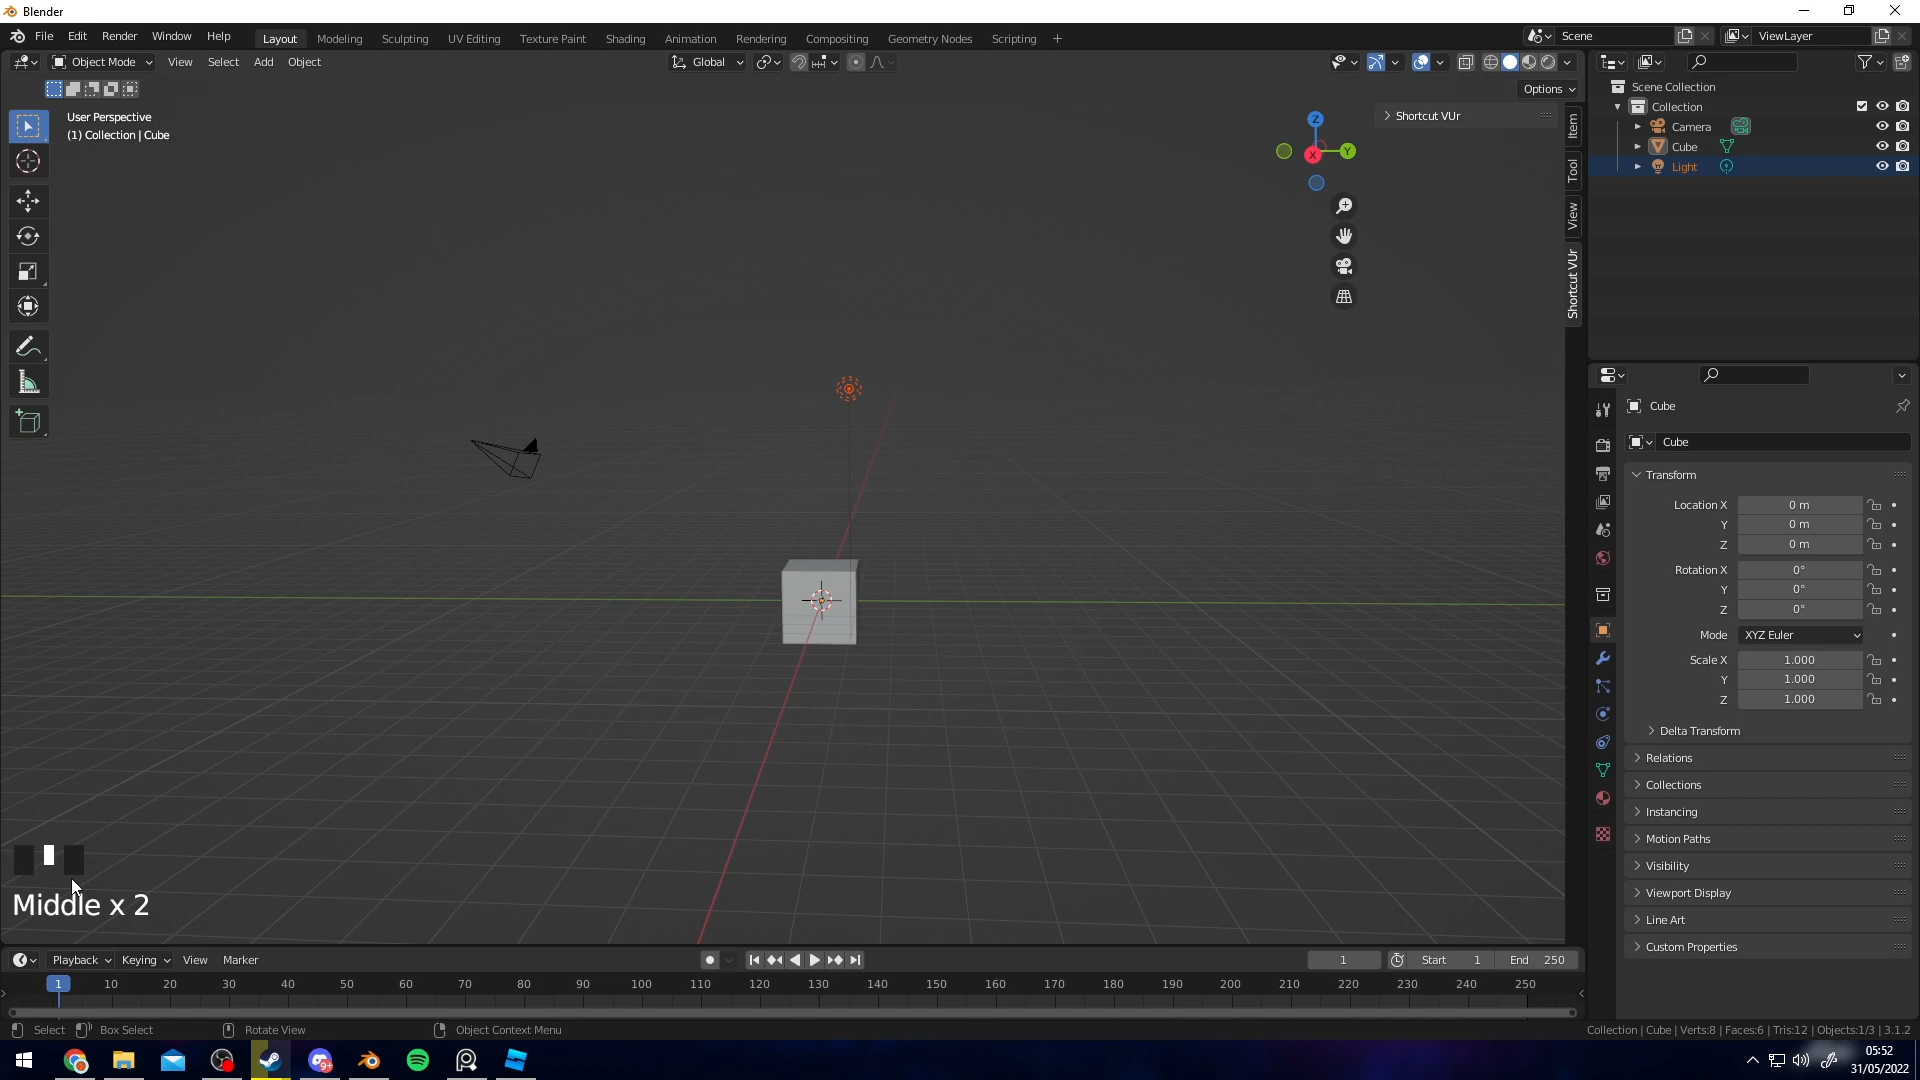 Blender
File Edit Render Window Help Layout Modeling Sculpting UV Editing Texture Paint Shading Animation Rendering Compositing Geometry Nodes Scripting + Scene ViewLayer
Object Mode View Select Add Object Global
Options
User Perspective
(1) Collection | Cube
Z
Y
X
Shortcut VUr
Item
Tool
View
Shortcut VUr
Scene Collection
Collection
Camera
Cube
Light
Cube
Cube
Transform
Location X 0 m
Y 0 m
Z 0 m
Rotation X 0°
Y 0°
Z 0°
Mode XYZ Euler
Scale X 1.000
Y 1.000
Z 1.000
Delta Transform
Relations
Collections
Instancing
Motion Paths
Visibility
Viewport Display
Line Art
Custom Properties
Middle x 2
Playback Keying View Marker 1 Start 1 End 250
1 10 20 30 40 50 60 70 80 90 100 110 120 130 140 150 160 170 180 190 200 210 220 230 240 250
Select Box Select Rotate View Object Context Menu Collection | Cube | Verts:8 | Faces:6 | Tris:12 | Objects:1/3 | 3.1.2
9+
05:52
31/05/2022